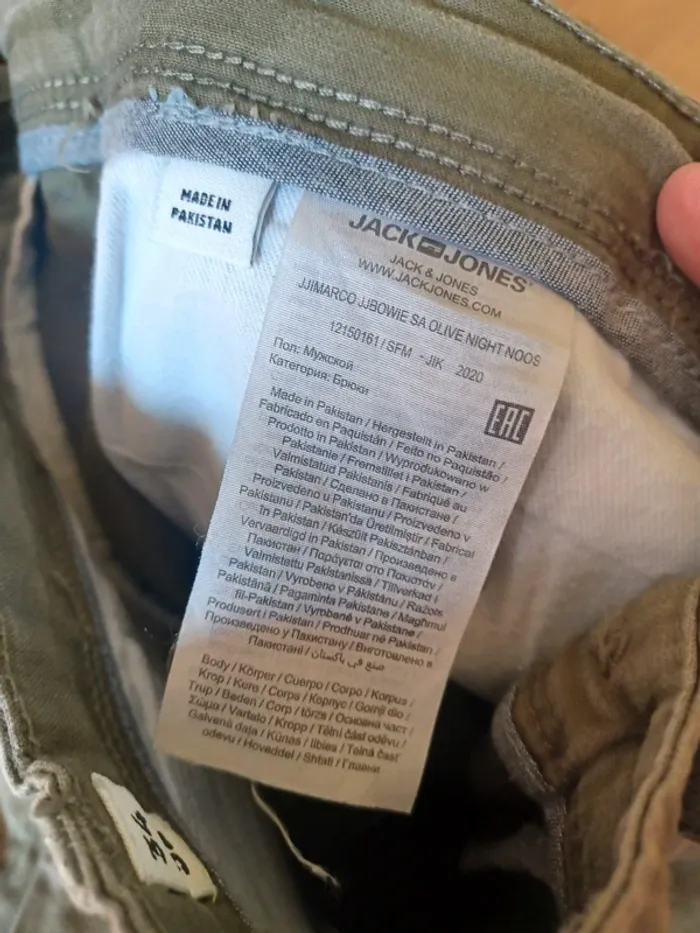 MADE IN
PAKISTAN
JACK JONES®
JACK & JONES
WWW.JACKJONES.COM
JJIMARCO JJBOWIE SA OLIVE NIGHT NOOS
12150161 / SFM - JIK 2020
Пол: Мужской
Категория: Брюки
EAC
Made in Pakistan / Hergestellt in Pakistan /
Fabricado en Paquistán / Feito no Paquistão /
Prodotto in Pakistan / Wyprodukowano w
Pakistanie / Fremstillet i Pakistan /
Valmistatud Pakistanis / Fabriqué au
Pakistan / Сделано в Пакистане /
Proizvedeno u Pakistanu / Proizvedeno v
Pakistanu / Pakistan'da Üretilmiştir / Fabricat
în Pakistan / Készült Pakisztánban /
Vervaardigd in Pakistan / Произведено в
Пакистан / Παράγεται στο Πακιστάν /
Valmistettu Pakistanissa / Tillverkad i
Pakistan / Vyrobeno v Pákistánu / Ražots
Pakistānā / Pagaminta Pakistane / Maghmul
fil-Pakistan / Vyrobené v Pakistane /
Produsert i Pakistan / Prodhuar në Pakistan /
Произведено у Пакистану / Виготовлено в
Пакистані / صنع في باكستان
Body / Körper / Cuerpo / Corpo / Korpus /
Krop / Kere / Corps / Корпус / Gornji dio /
Trup / Beden / Corp / törzs / Основна част /
Σώμα / Vartalo / Kropp / Tělní část oděvu /
Galvenā daļa / Kūnas / libies / Telná časť
odevu / Hoveddel / Shtati / Главни